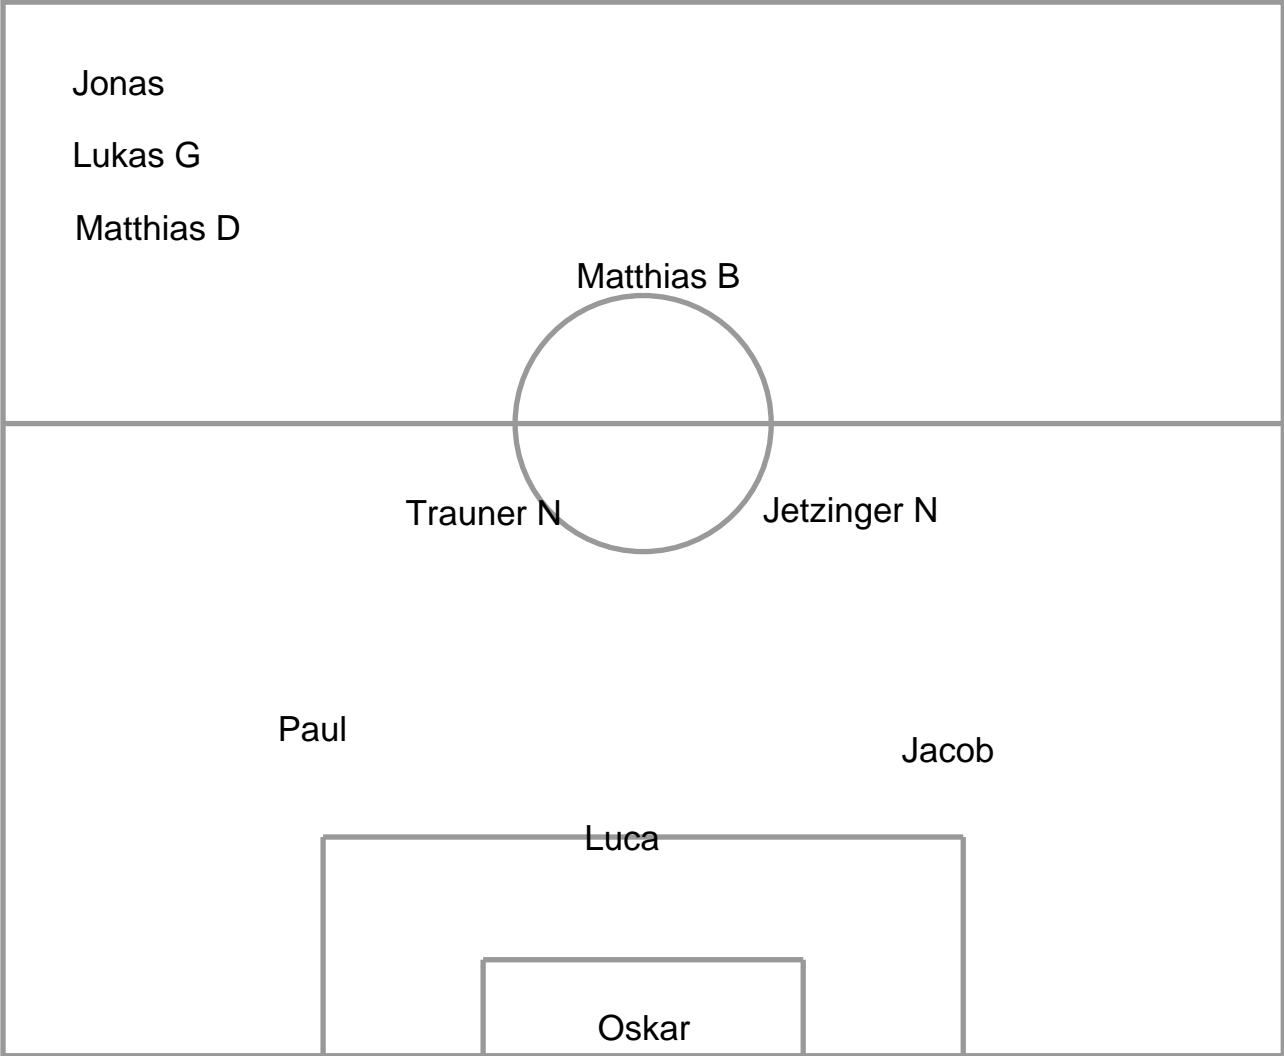 Jonas
Lukas G
Matthias D
Matthias B
Trauner N
Jetzinger N
Paul
Jacob
Luca
Oskar